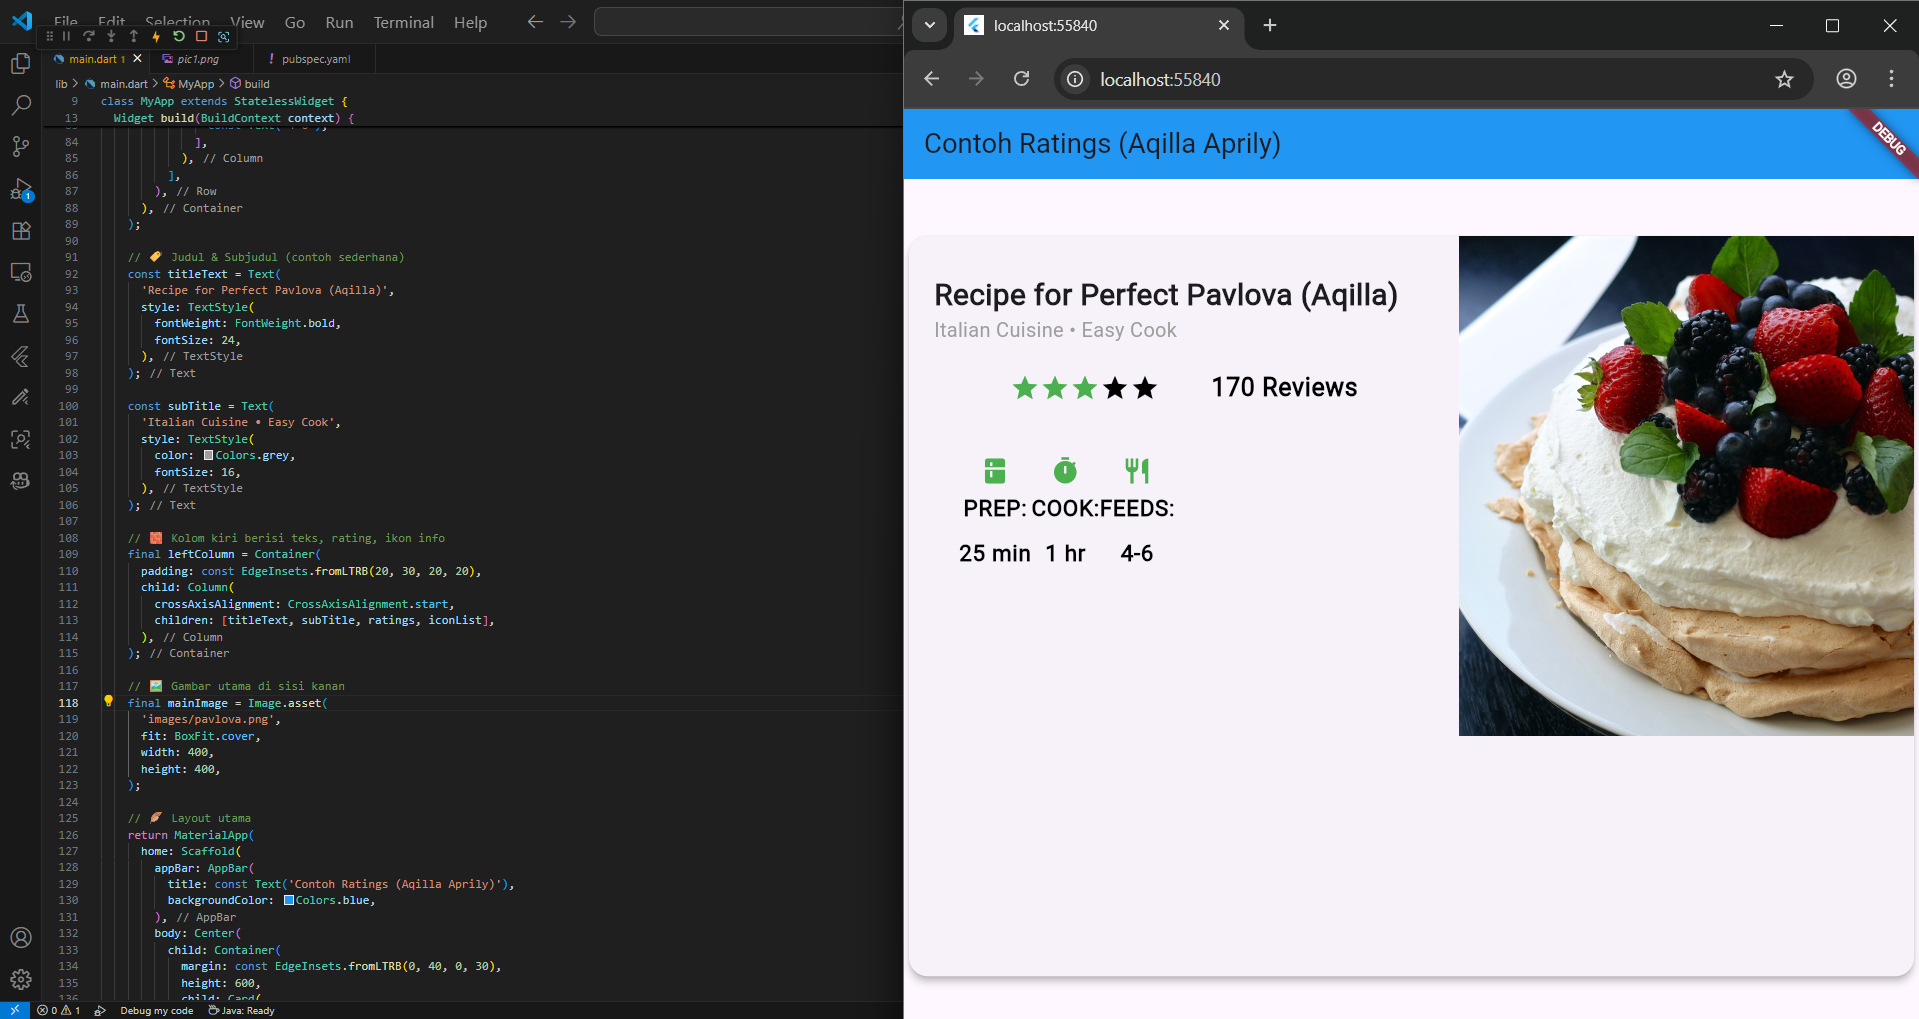 File Edit Selection View Go Run Terminal Help
main.dart 1
pic1.png
pubspec.yaml
lib > main.dart > MyApp > build
9 class MyApp extends StatelessWidget {
13 Widget build(BuildContext context) {
84 ],
85 ), // Column
86 ],
87 ), // Row
88 ), // Container
89 );
90
91 // Judul & Subjudul (contoh sederhana)
92 const titleText = Text(
93 'Recipe for Perfect Pavlova (Aqilla)',
94 style: TextStyle(
95 fontWeight: FontWeight.bold,
96 fontSize: 24,
97 ), // TextStyle
98 ); // Text
99
100 const subTitle = Text(
101 'Italian Cuisine • Easy Cook',
102 style: TextStyle(
103 color: Colors.grey,
104 fontSize: 16,
105 ), // TextStyle
106 ); // Text
107
108 // Kolom kiri berisi teks, rating, ikon info
109 final leftColumn = Container(
110 padding: const EdgeInsets.fromLTRB(20, 30, 20, 20),
111 child: Column(
112 crossAxisAlignment: CrossAxisAlignment.start,
113 children: [titleText, subTitle, ratings, iconList],
114 ), // Column
115 ); // Container
116
117 // Gambar utama di sisi kanan
118 final mainImage = Image.asset(
119 'images/pavlova.png',
120 fit: BoxFit.cover,
121 width: 400,
122 height: 400,
123 );
124
125 // Layout utama
126 return MaterialApp(
127 home: Scaffold(
128 appBar: AppBar(
129 title: const Text('Contoh Ratings (Aqilla Aprily)'),
130 backgroundColor: Colors.blue,
131 ), // AppBar
132 body: Center(
133 child: Container(
134 margin: const EdgeInsets.fromLTRB(0, 40, 0, 30),
135 height: 600,
136 child: Card(
1
0 1 Debug my code Java: Ready
localhost:55840
localhost:55840
Contoh Ratings (Aqilla Aprily)
DEBUG
Recipe for Perfect Pavlova (Aqilla)
Italian Cuisine • Easy Cook
170 Reviews
PREP: COOK: FEEDS:
25 min 1 hr 4-6